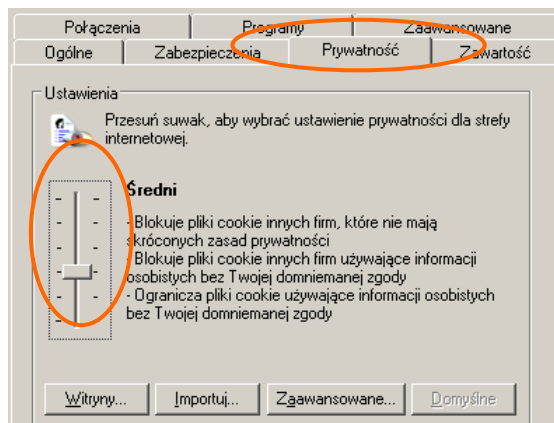 Połączenia Programy Zaawansowane
Ogólne Zabezpieczenia Prywatność Zawartość
Ustawienia
Przesuń suwak, aby wybrać ustawienie prywatności dla strefy
internetowej.
Średni
- Blokuje pliki cookie innych firm, które nie mają
skróconych zasad prywatności
- Blokuje pliki cookie innych firm używające informacji
osobistych bez Twojej domniemanej zgody
- Ogranicza pliki cookie używające informacji osobistych
bez Twojej domniemanej zgody
Witryny... Importuj... Zaawansowane... Domyślne